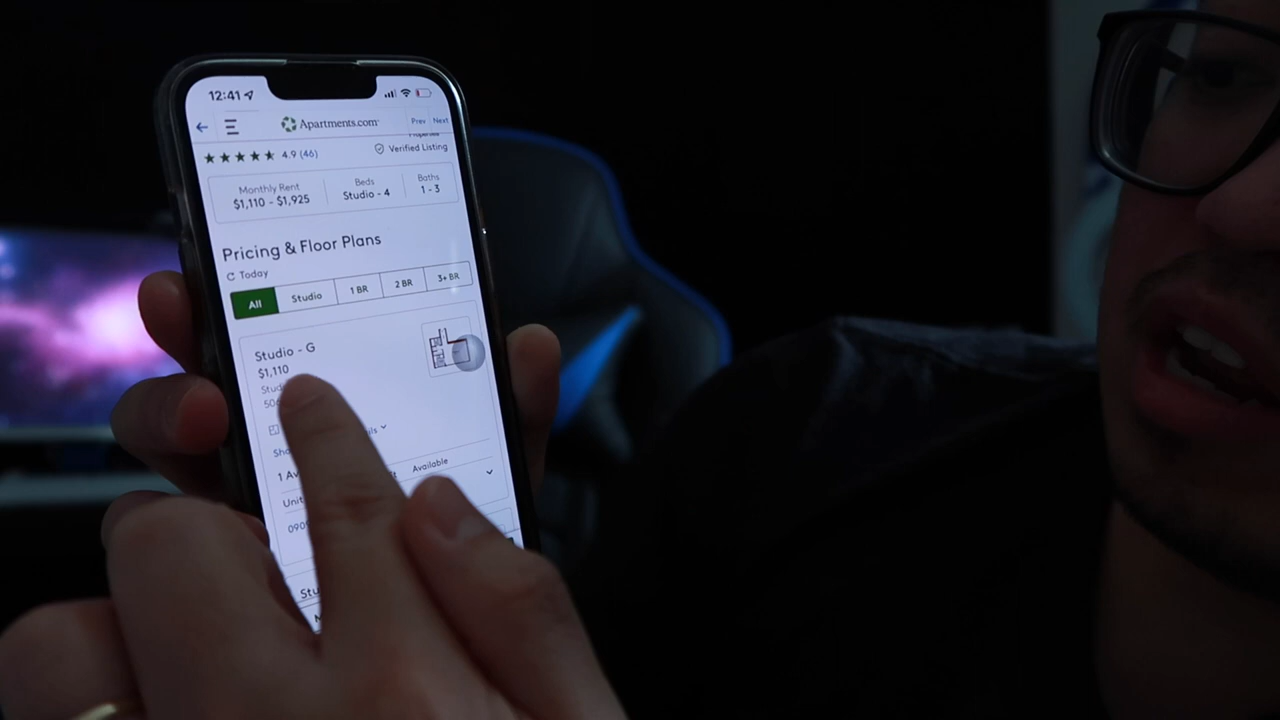 12:41
Apartments.com
Prev Next
4.9 (46)
Verified Listing
Monthly Rent
$1,110 - $1,925
Beds
Studio - 4
Baths
1 - 3
Pricing & Floor Plans
Today
All
Studio
1 BR
2 BR
3+ BR
Studio - G
$1,110
Available
Unit